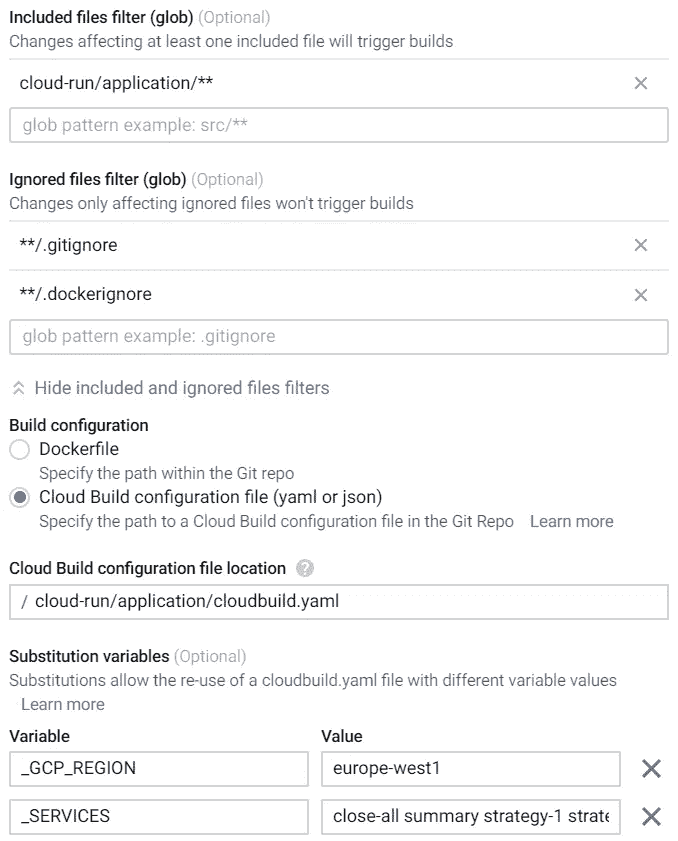 Included files filter (glob) (Optional)
Changes affecting at least one included file will trigger builds
cloud-run/application/**
glob pattern example: src/**
Ignored files filter (glob) (Optional)
Changes only affecting ignored files won't trigger builds
**/.gitignore
**/.dockerignore
glob pattern example: .gitignore
Hide included and ignored files filters
Build configuration
Dockerfile
Specify the path within the Git repo
Cloud Build configuration file (yaml or json)
Specify the path to a Cloud Build configuration file in the Git Repo Learn more
Cloud Build configuration file location ?
/ cloud-run/application/cloudbuild.yaml
Substitution variables (Optional)
Substitutions allow the re-use of a cloudbuild.yaml file with different variable values
Learn more
Variable Value
_GCP_REGION europe-west1
_SERVICES close-all summary strategy-1 strate